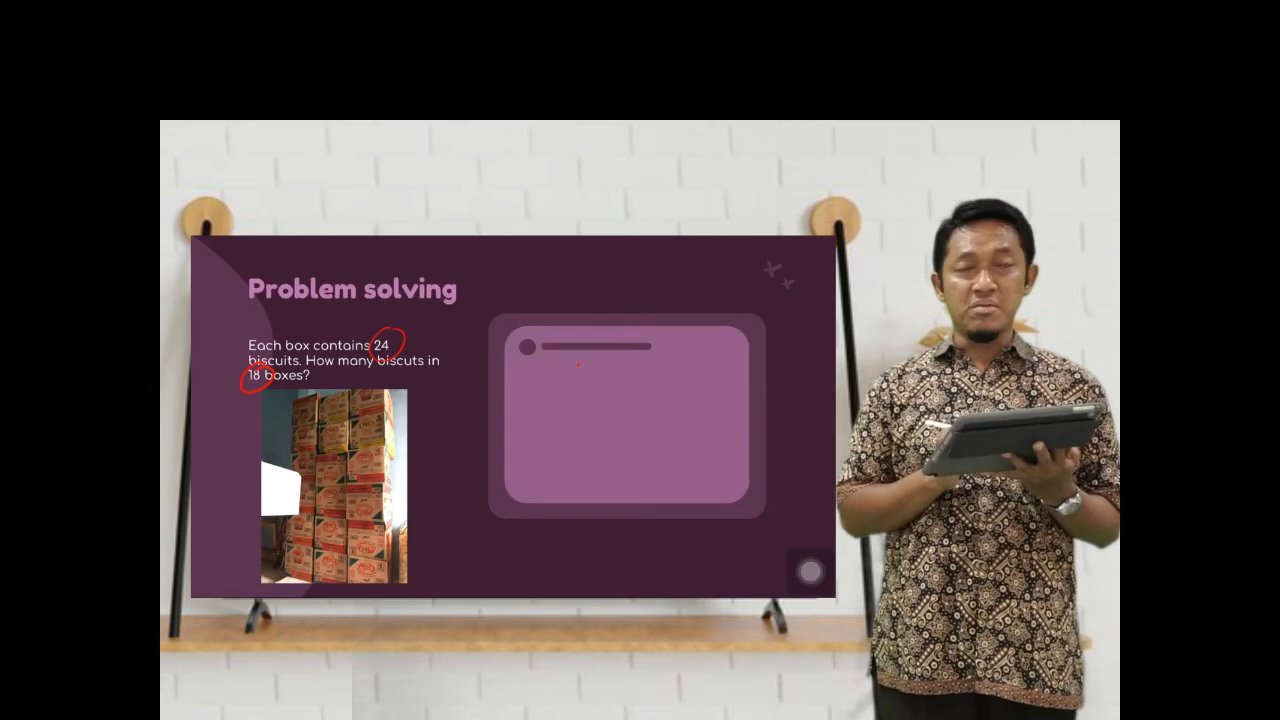 Problem solving
Each box contains 24
biscuits. How many biscuts in
18 boxes?